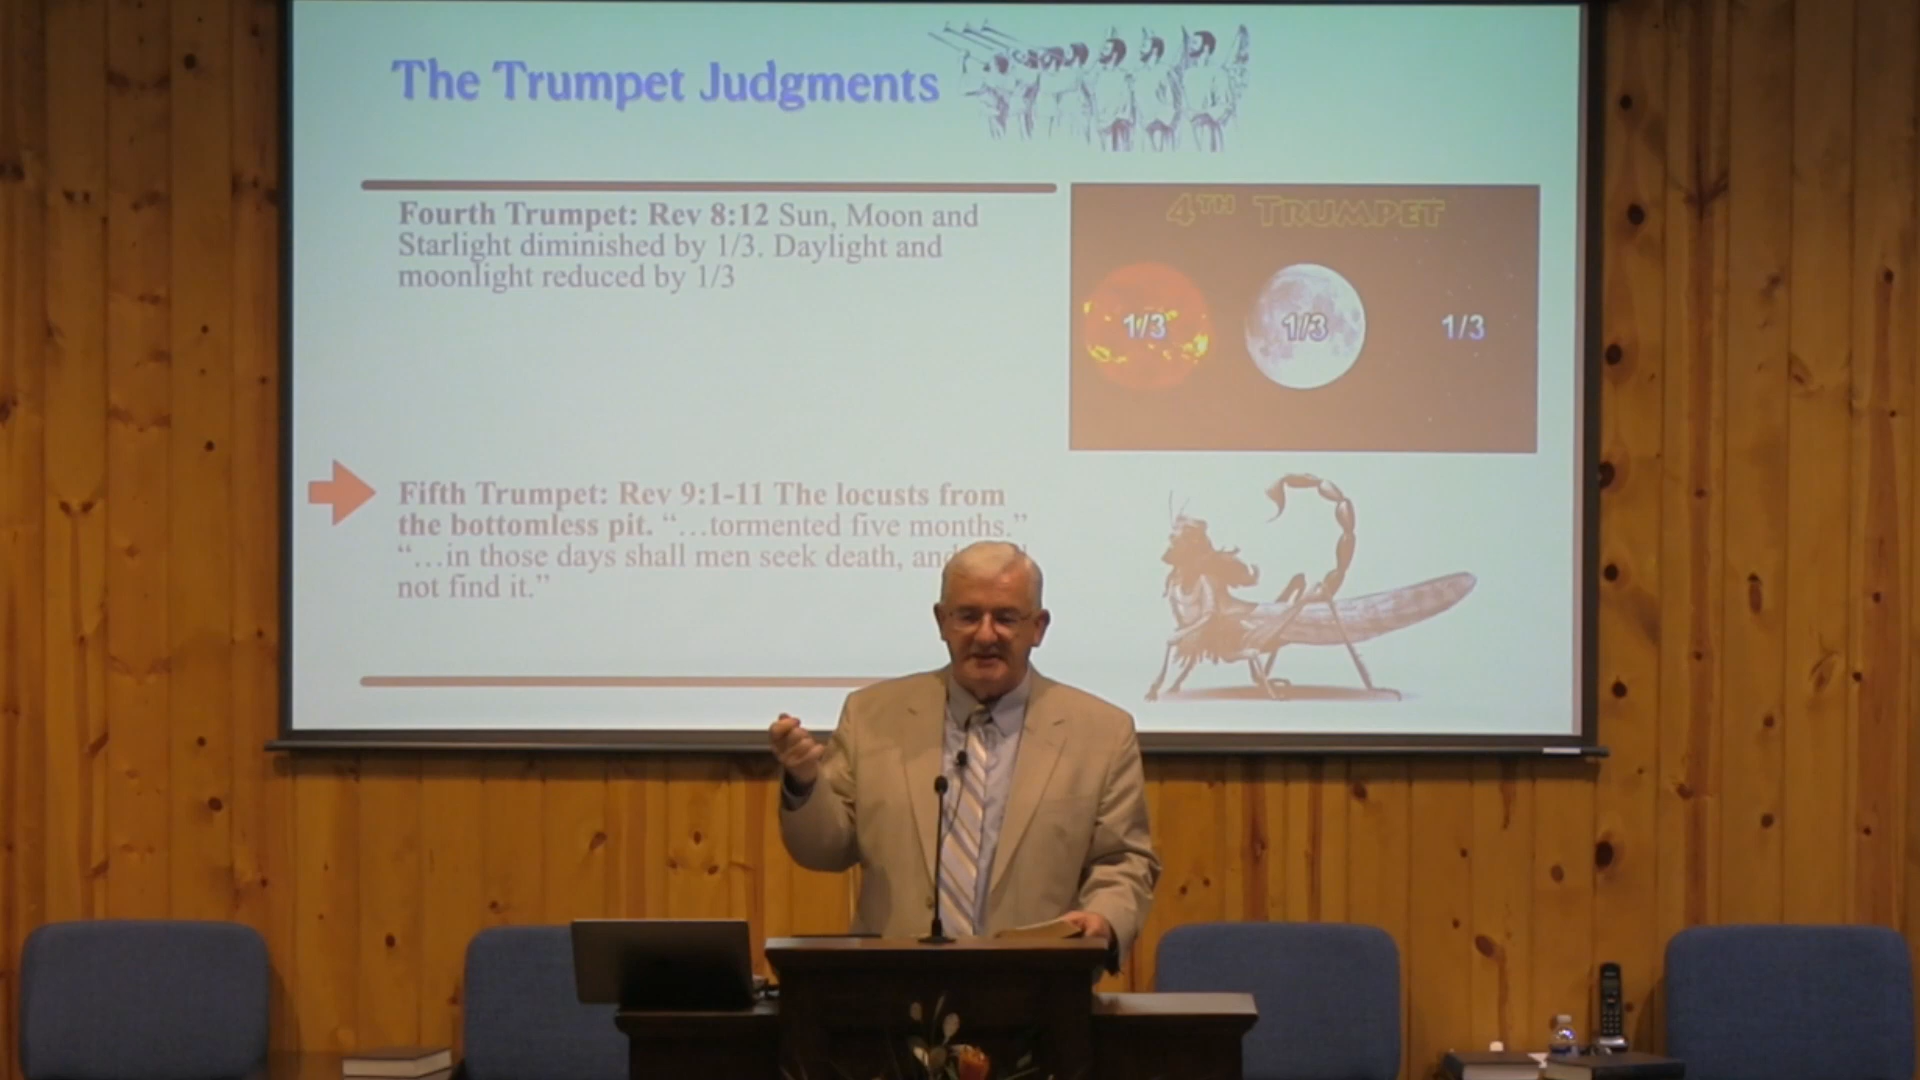 The Trumpet Judgments
Fourth Trumpet: Rev 8:12 Sun, Moon and
Starlight diminished by 1/3. Daylight and
moonlight reduced by 1/3
4TH TRUMPET
1/3 1/3 1/3
Fifth Trumpet: Rev 9:1-11 The locusts from
the bottomless pit. “…tormented five months.”
“…in those days shall men seek death,
not find it.”